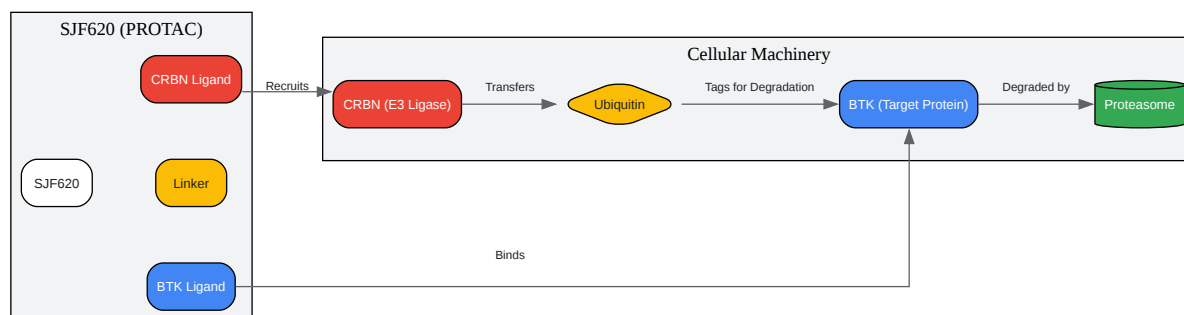 SJF620 (PROTAC)
CRBN Ligand
SJF620
Linker
BTK Ligand
Recruits
Binds
Cellular Machinery
CRBN (E3 Ligase)
Transfers
Ubiquitin
Tags for Degradation
BTK (Target Protein)
Degraded by
Proteasome